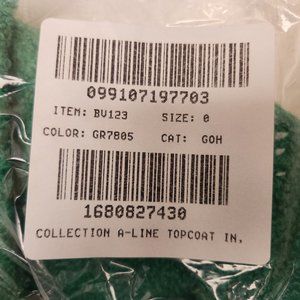 099107197703
ITEM: BV123 SIZE: 0
COLOR: GR7805 CAT: GOH
1680827430
COLLECTION A-LINE TOPCOAT IN,